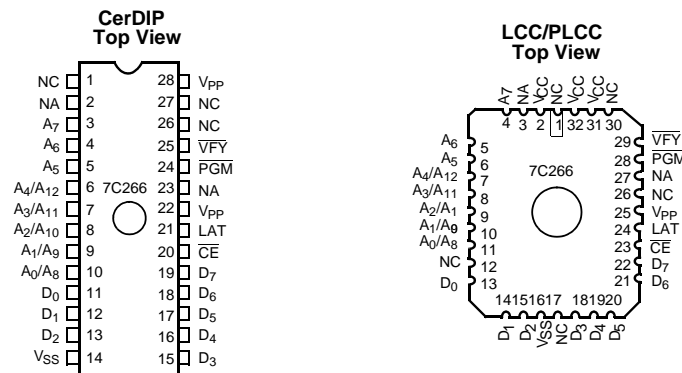 CerDIP
Top View
NC 1 28 VPP
NA 2 27 NC
A7 3 26 NC
A6 4 25 VFY
A5 5 24 PGM
A4/A12 6 7C266 23 NA
A3/A11 7 22 VPP
A2/A10 8 21 LAT
A1/A9 9 20 CE
A0/A8 10 19 D7
D0 11 18 D6
D1 12 17 D5
D2 13 16 D4
VSS 14 15 D3
LCC/PLCC
Top View
A7 NA VCC NC VCC VCC NC
4 3 2 1 32 31 30
A6 5 29 VFY
A5 6 28 PGM
A4/A12 7 7C266 27 NA
A3/A11 8 26 NC
A2/A1 9 25 VPP
A1/A9 10 24 LAT
A0/A8 11 23 CE
NC 12 22 D7
D0 13 21 D6
14 15 16 17 18 19 20
D1 D2 VSS NC D3 D4 D5